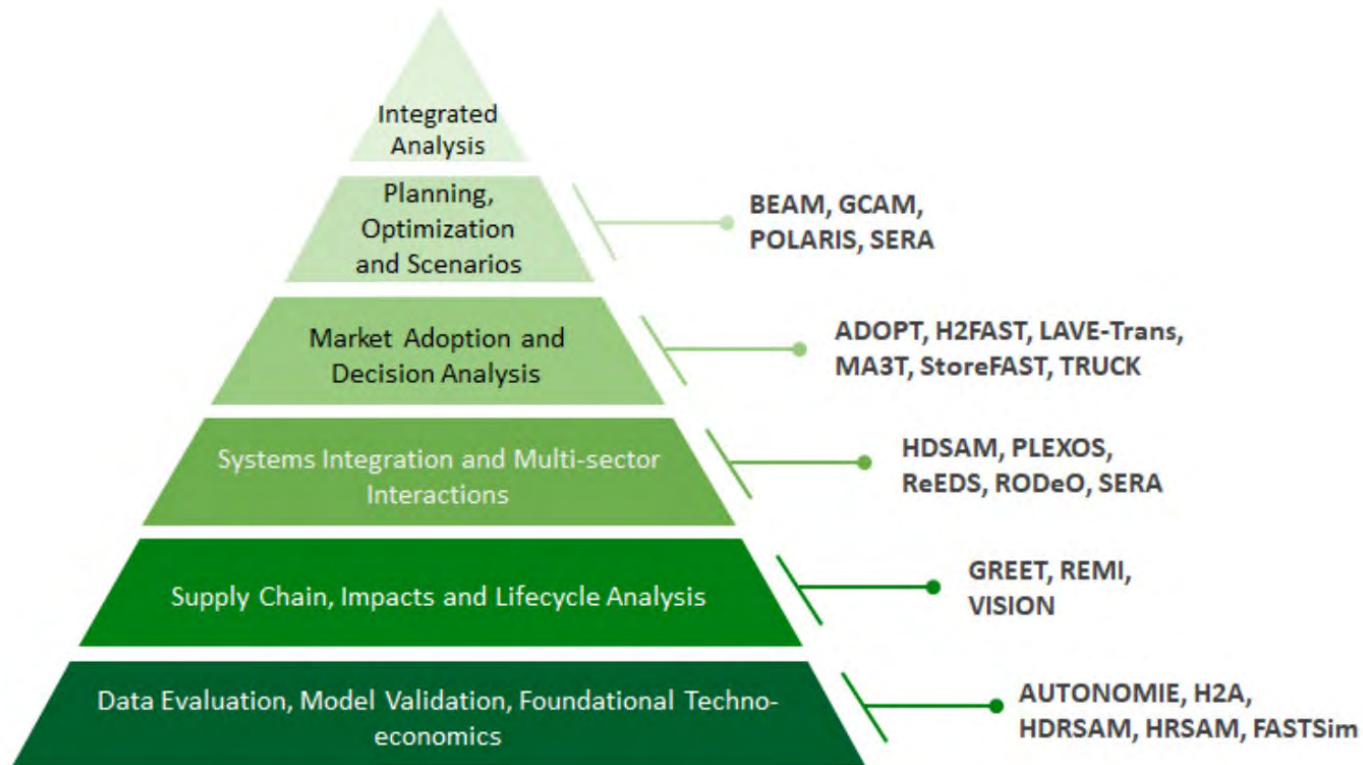 Integrated
Analysis
Planning,
Optimization
and Scenarios
BEAM, GCAM,
POLARIS, SERA
Market Adoption and
Decision Analysis
ADOPT, H2FAST, LAVE-Trans,
MA3T, StoreFAST, TRUCK
Systems Integration and Multi-sector
Interactions
HDSAM, PLEXOS,
ReEDS, RODeO, SERA
Supply Chain, Impacts and Lifecycle Analysis
GREET, REMI,
VISION
Data Evaluation, Model Validation, Foundational Techno-
economics
AUTONOMIE, H2A,
HDRSAM, HRSAM, FASTSim